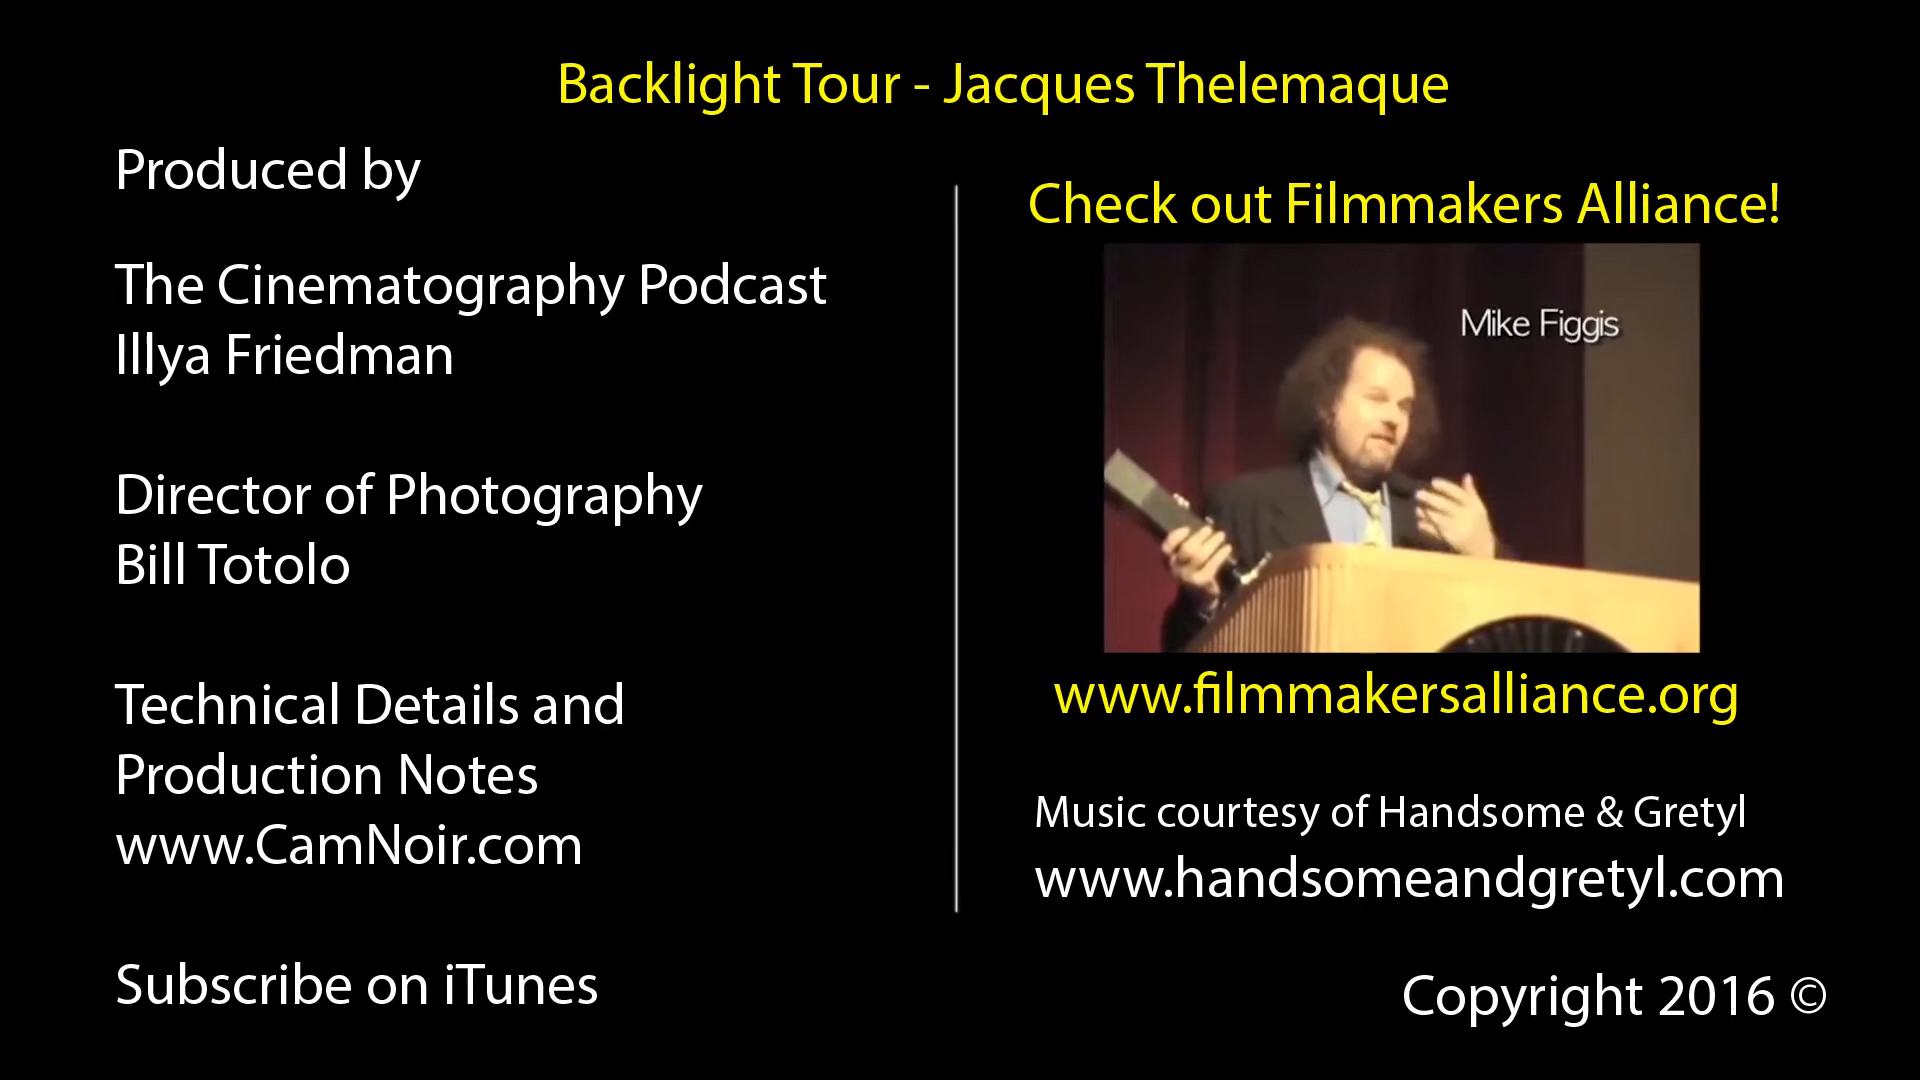 Backlight Tour - Jacques Thelemaque
Produced by
The Cinematography Podcast
Illya Friedman
Director of Photography
Bill Totolo
Technical Details and
Production Notes
www.CamNoir.com
Subscribe on iTunes
Check out Filmmakers Alliance!
Mike Figgis
www.filmmakersalliance.org
Music courtesy of Handsome & Gretyl
www.handsomeandgretyl.com
Copyright 2016 ©